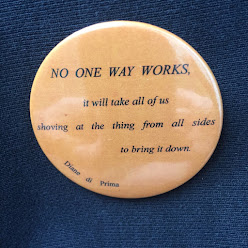 NO ONE WAY WORKS,
it will take all of us
shoving at the thing from all sides
to bring it down.
Diane di Prima